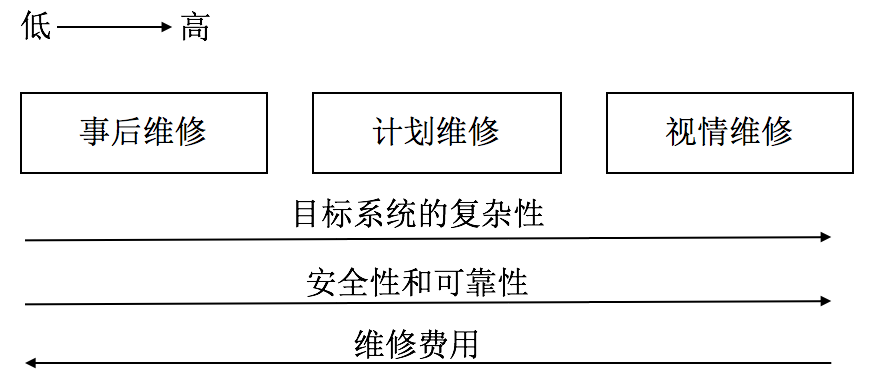 低 高
事后维修 计划维修 视情维修
目标系统的复杂性
安全性和可靠性
维修费用